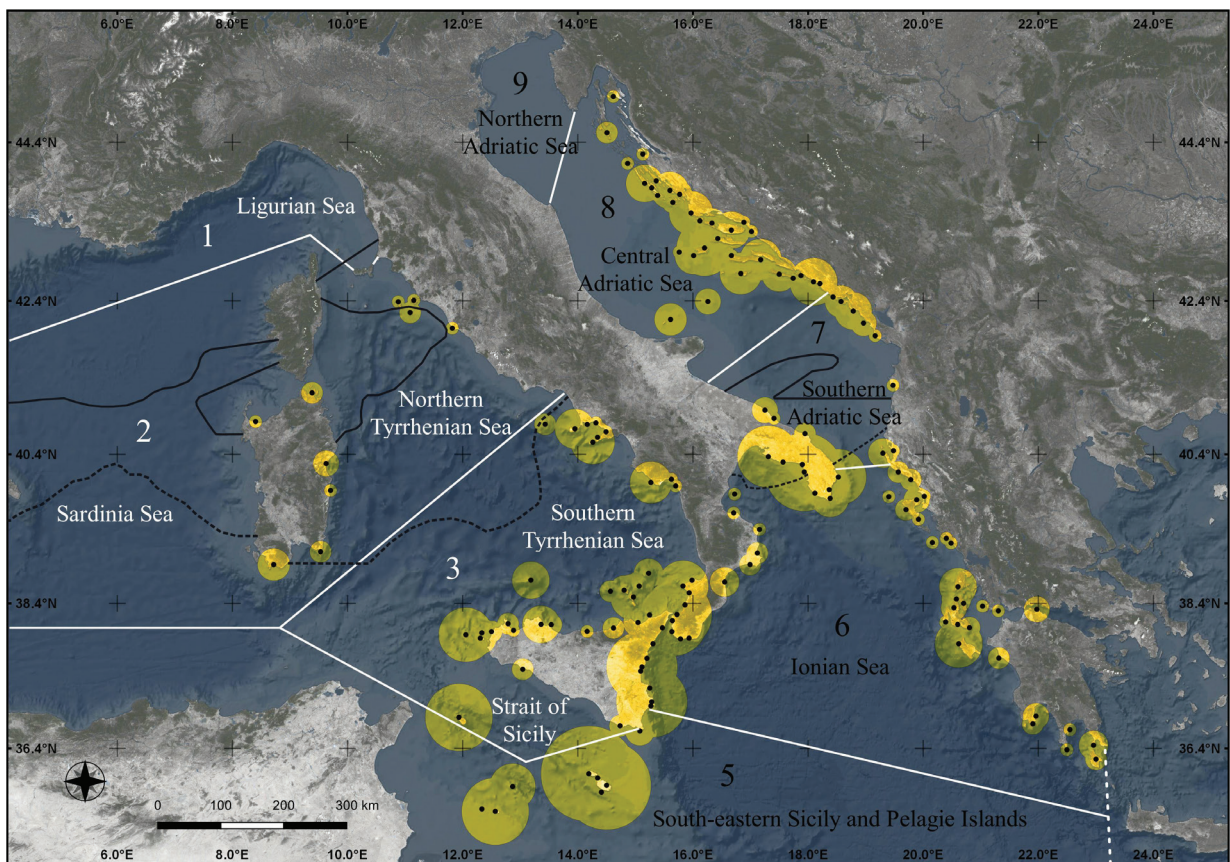 6.0°E 8.0°E 10.0°E 12.0°E 14.0°E 16.0°E 18.0°E 20.0°E 22.0°E 24.0°E
9
Northern
Adriatic Sea
44.4°N
44.4°N
Ligurian Sea
1
8
Central
Adriatic Sea
42.4°N
42.4°N
7
Southern
Adriatic Sea
Northern
Tyrrhenian Sea
2
40.4°N
40.4°N
Sardinia Sea
Southern
Tyrrhenian Sea
3
38.4°N
38.4°N
6
Ionian Sea
Strait of
Sicily
36.4°N
36.4°N
5
South-eastern Sicily and Pelagie Islands
0 100 200 300 km
6.0°E 8.0°E 10.0°E 12.0°E 14.0°E 16.0°E 18.0°E 20.0°E 22.0°E 24.0°E